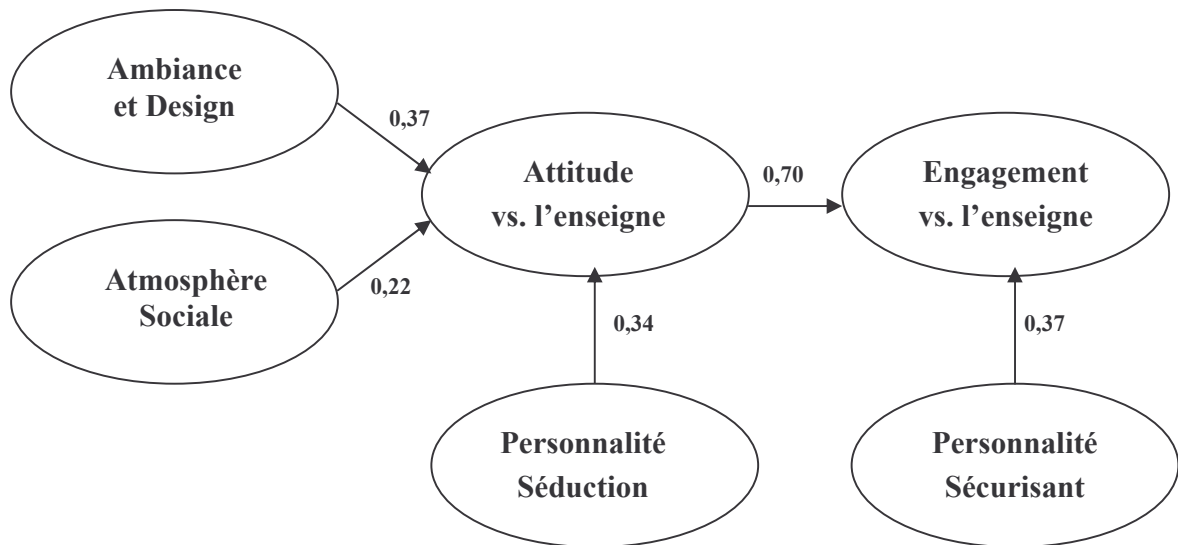 Ambiance
et Design
0,37
Atmosphère
Sociale
0,22
Attitude
vs. l’enseigne
0,70
Engagement
vs. l’enseigne
0,34
0,37
Personnalité
Séduction
Personnalité
Sécurisant